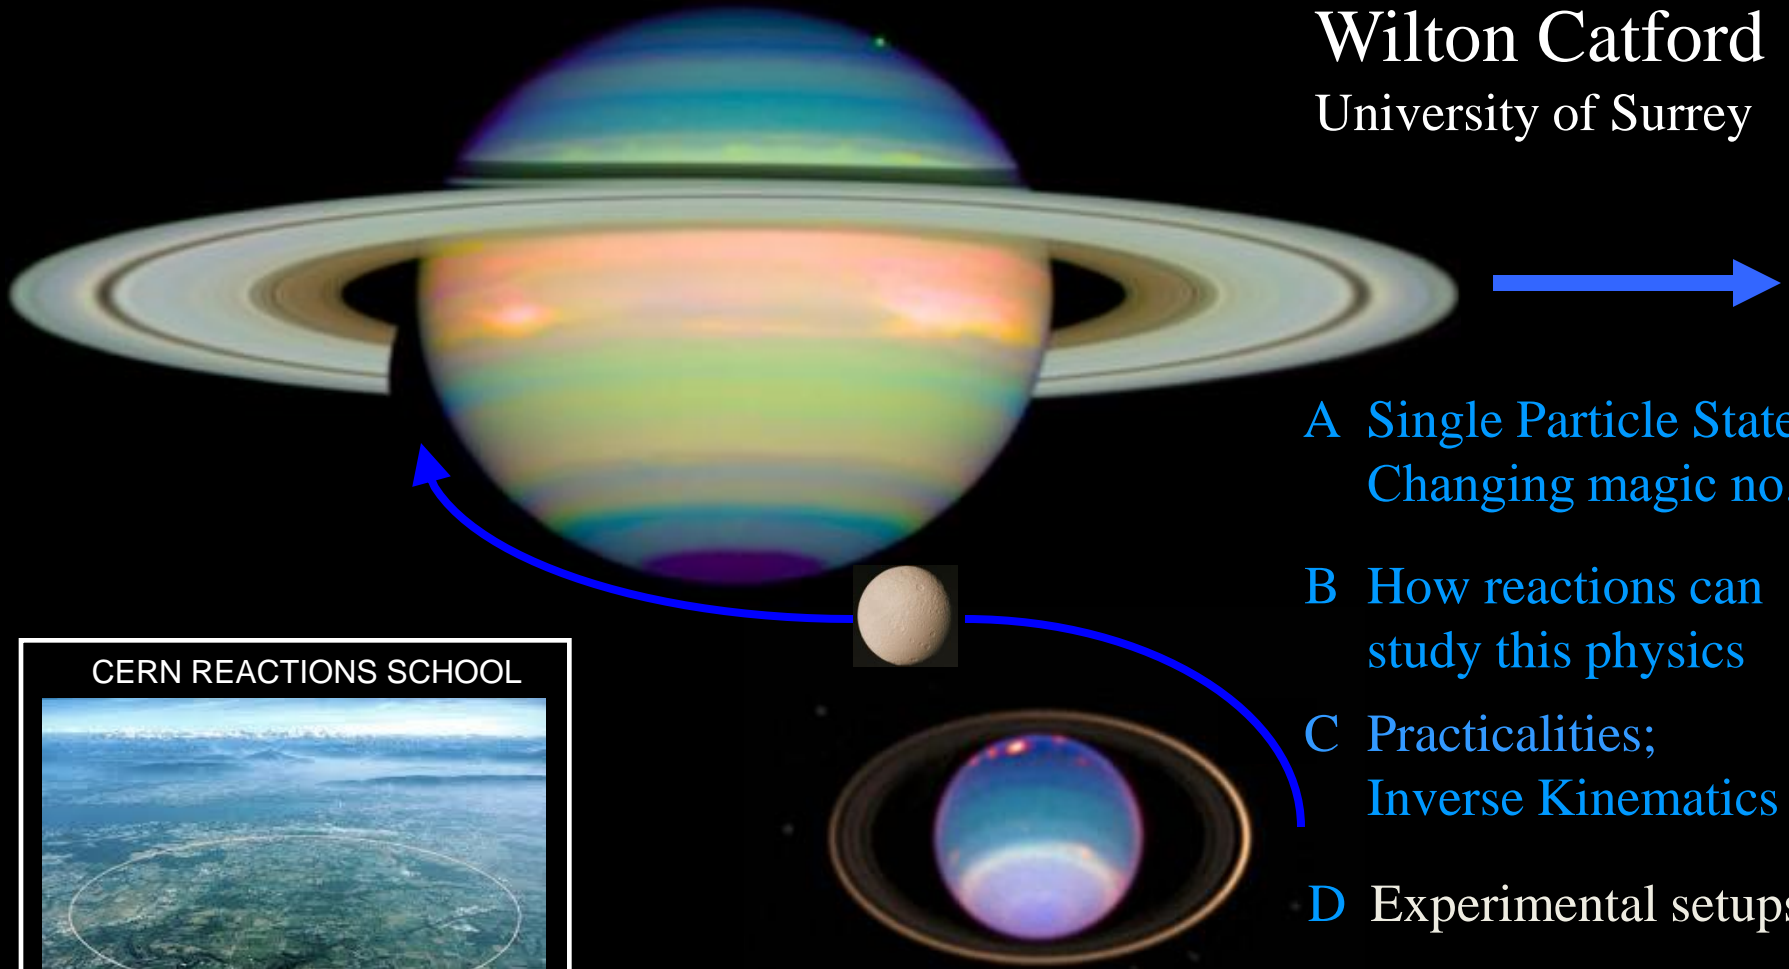 Wilton Catford
University of Surrey
A Single Particle State
Changing magic no.
B How reactions can
study this physics
C Practicalities;
Inverse Kinematics
D Experimental setups
CERN REACTIONS SCHOOL